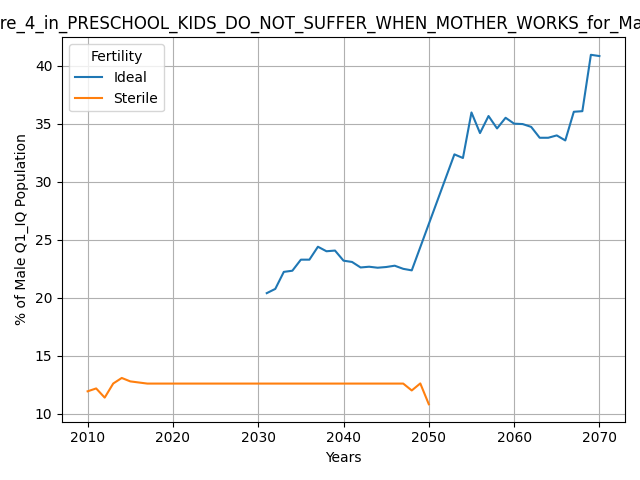 re_4_in_PRESCHOOL_KIDS_DO_NOT_SUFFER_WHEN_MOTHER_WORKS_for_Ma
Fertility
Ideal
Sterile
% of Male Q1_IQ Population
40
35
30
25
20
15
10
2010 2020 2030 2040 2050 2060 2070
Years